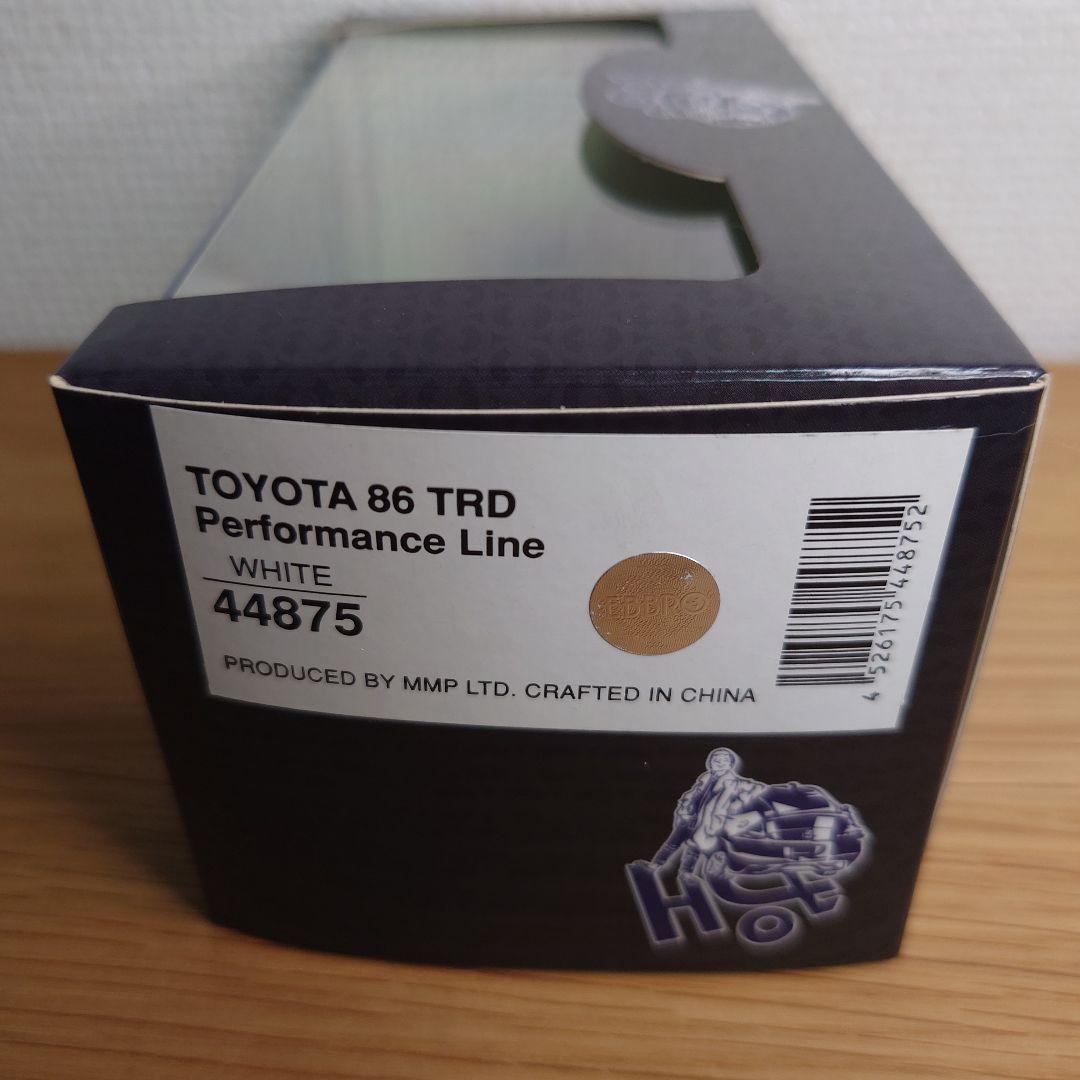 TOYOTA 86 TRD
Performance Line
WHITE
44875
PRODUCED BY MMP LTD. CRAFTED IN CHINA
EBBRO
4 526175 448752